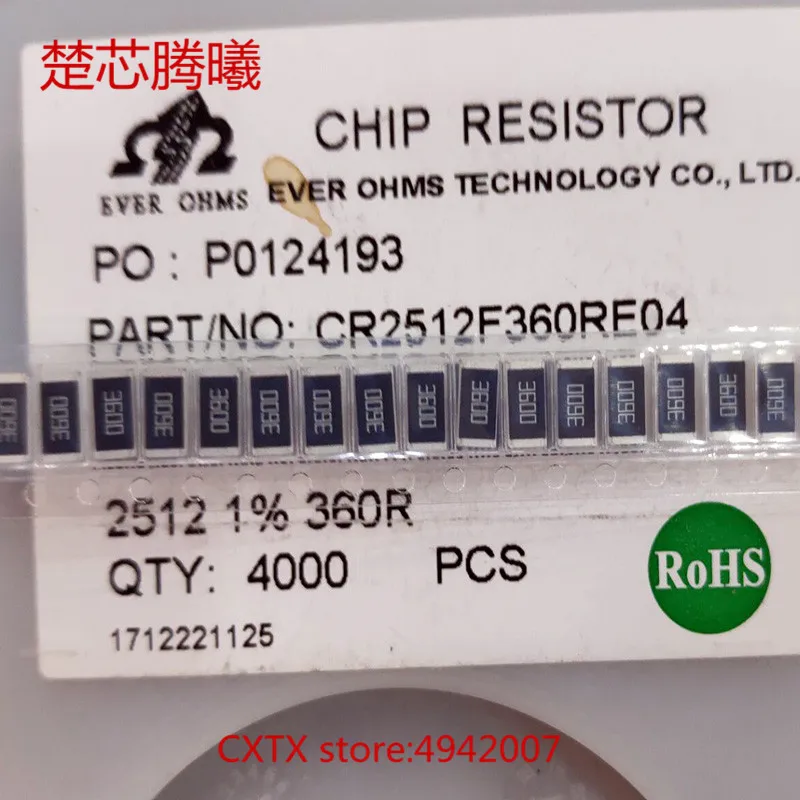 楚芯腾曦
CHIP RESISTOR
EVER OHMS
EVER OHMS TECHNOLOGY CO., LTD.
PO : P0124193
PART/NO: CR2512F360RE04
3600 3600 3600 3600 3600 3600 3600 3600 3600 3600 3600 3600 3600 3600 3600 3600
2512 1% 360R
QTY: 4000 PCS
RoHS
1712221125
CXTX store:4942007